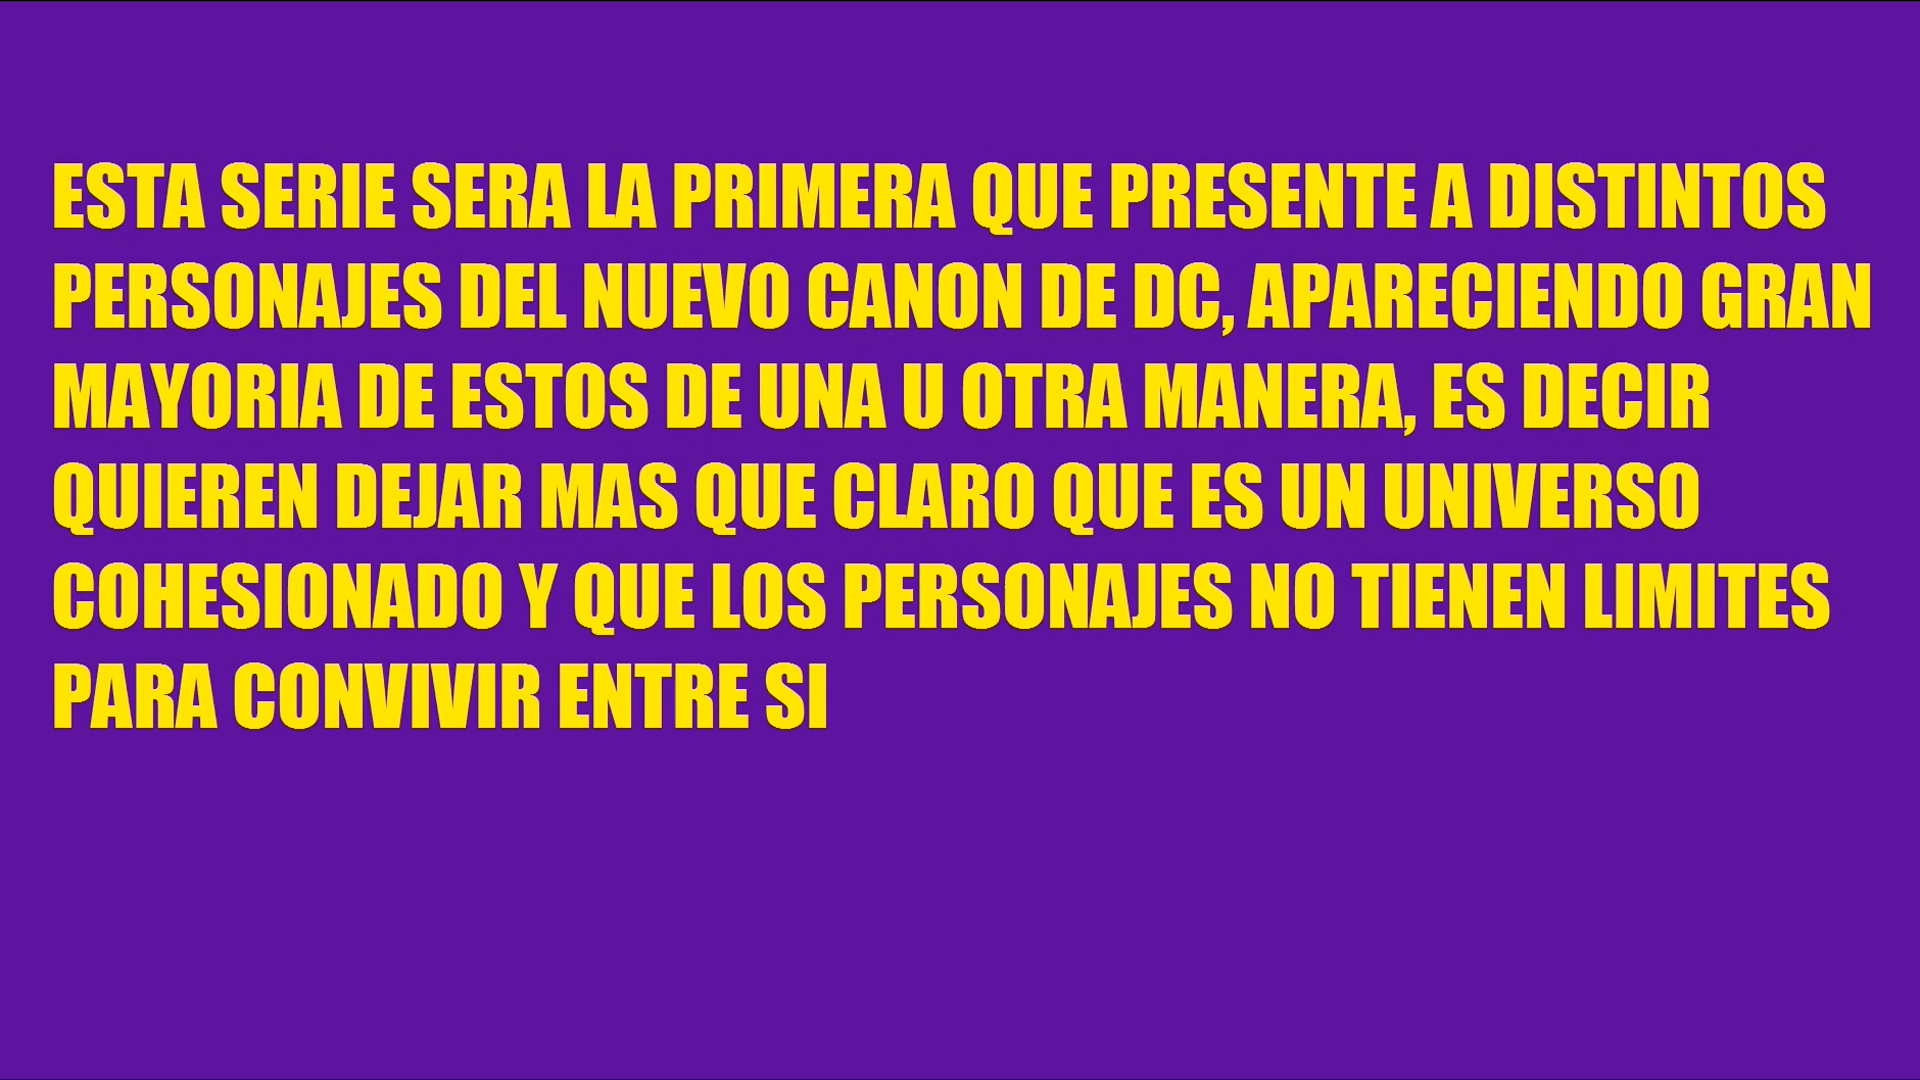 ESTA SERIE SERA LA PRIMERA QUE PRESENTE A DISTINTOS
PERSONAJES DEL NUEVO CANON DE DC, APARECIENDO GRAN
MAYORIA DE ESTOS DE UNA U OTRA MANERA, ES DECIR
QUIEREN DEJAR MAS QUE CLARO QUE ES UN UNIVERSO
COHESIONADO Y QUE LOS PERSONAJES NO TIENEN LIMITES
PARA CONVIVIR ENTRE SI